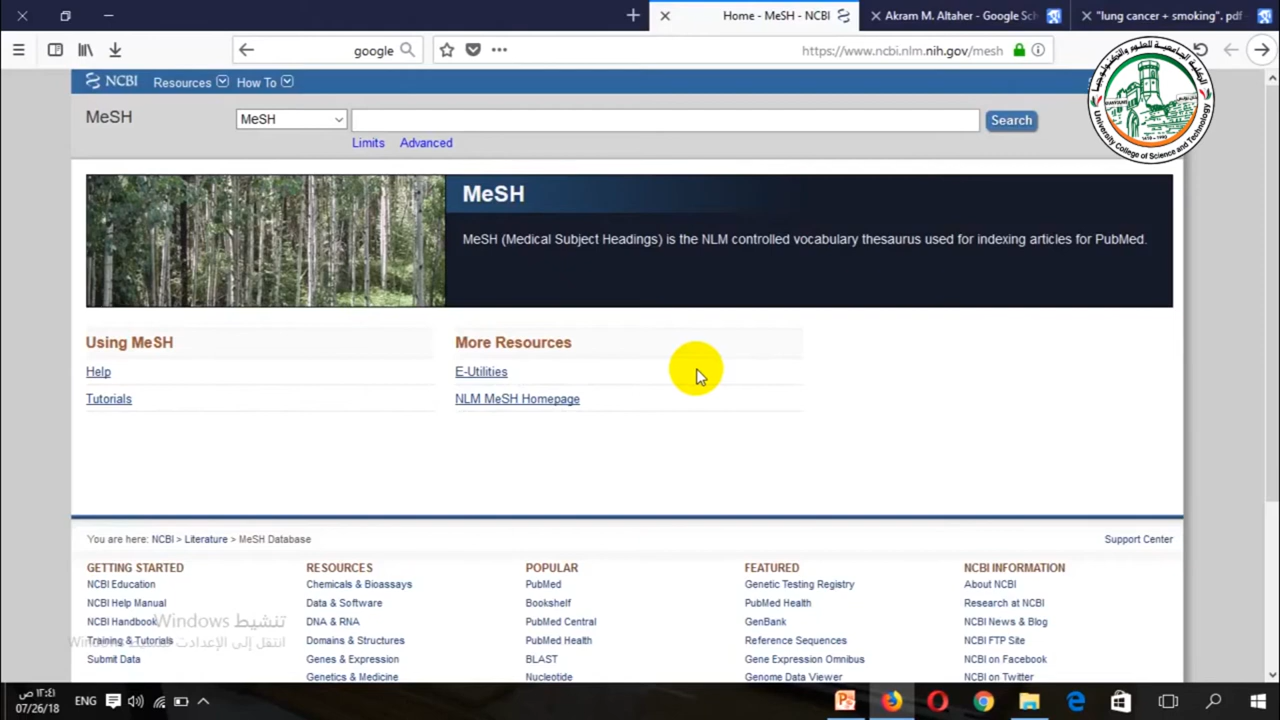 Home - MeSH - NCBI
Akram M. Altaher - Google Sch
"lung cancer + smoking". pdf
google
https://www.ncbi.nlm.nih.gov/mesh
NCBI Resources How To
MeSH
MeSH
Search
Limits Advanced
University College of Science and Technology
MeSH
MeSH (Medical Subject Headings) is the NLM controlled vocabulary thesaurus used for indexing articles for PubMed.
Using MeSH
Help
Tutorials
More Resources
E-Utilities
NLM MeSH Homepage
You are here: NCBI > Literature > MeSH Database
Support Center
GETTING STARTED
NCBI Education
NCBI Help Manual
NCBI Handbook
Training & Tutorials
Submit Data
RESOURCES
Chemicals & Bioassays
Data & Software
DNA & RNA
Domains & Structures
Genes & Expression
Genetics & Medicine
POPULAR
PubMed
Bookshelf
PubMed Central
PubMed Health
BLAST
Nucleotide
FEATURED
Genetic Testing Registry
PubMed Health
GenBank
Reference Sequences
Gene Expression Omnibus
Genome Data Viewer
NCBI INFORMATION
About NCBI
Research at NCBI
NCBI News & Blog
NCBI FTP Site
NCBI on Facebook
NCBI on Twitter
تنشيط Windows
انتقل إلى الإعدادات لتنشيط Windows
ENG
07/26/18